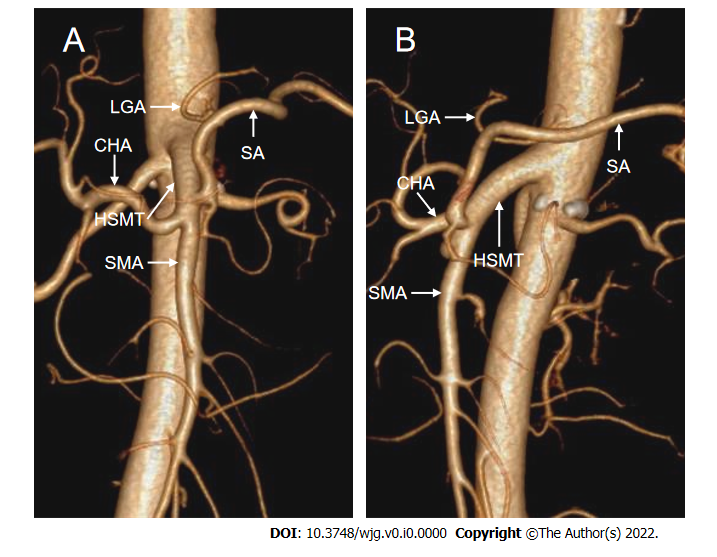 A
LGA
SA
CHA
HSMT
SMA
B
LGA
SA
CHA
HSMT
SMA
DOI: 10.3748/wjg.v0.i0.0000 Copyright ©The Author(s) 2022.